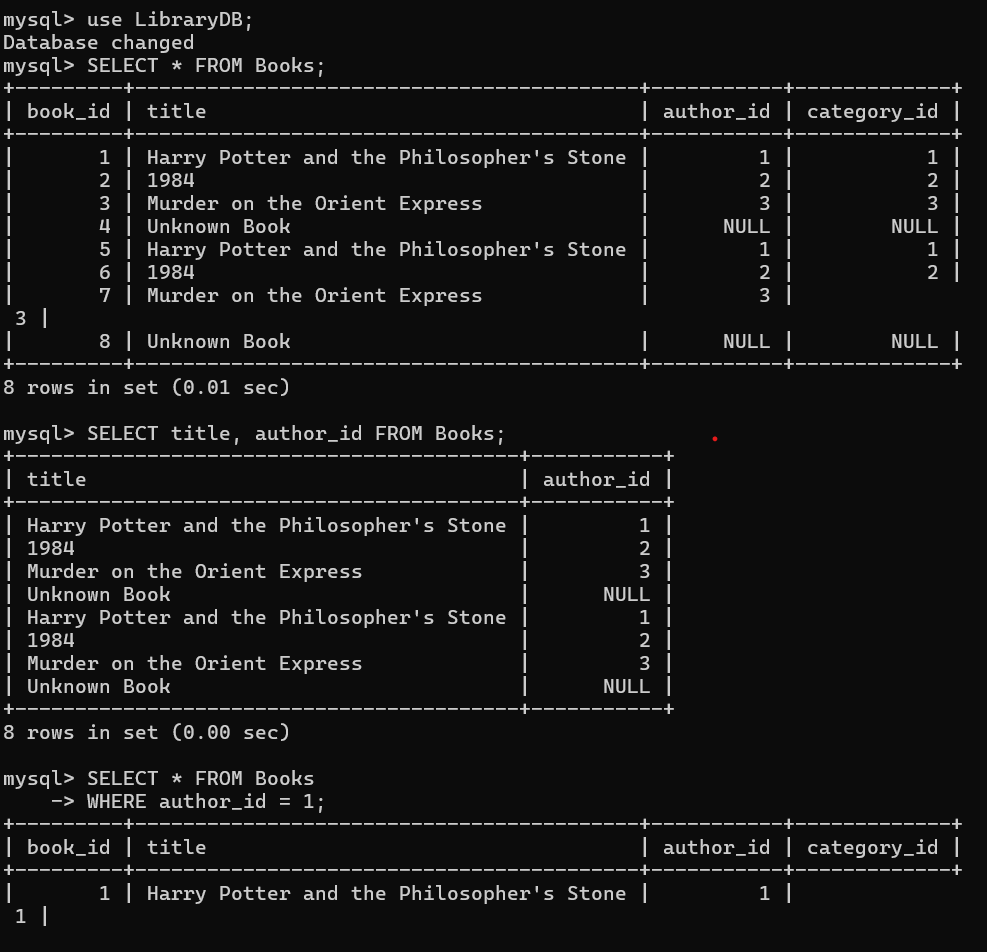 mysql> use LibraryDB;
Database changed
mysql> SELECT * FROM Books;
+---------+------------------------------------------+-----------+-------------+
| book_id | title                                    | author_id | category_id |
+---------+------------------------------------------+-----------+-------------+
|       1 | Harry Potter and the Philosopher's Stone |         1 |           1 |
|       2 | 1984                                     |         2 |           2 |
|       3 | Murder on the Orient Express             |         3 |           3 |
|       4 | Unknown Book                             |      NULL |        NULL |
|       5 | Harry Potter and the Philosopher's Stone |         1 |           1 |
|       6 | 1984                                     |         2 |           2 |
|       7 | Murder on the Orient Express             |         3 |
 3 |
|       8 | Unknown Book                             |      NULL |        NULL |
+---------+------------------------------------------+-----------+-------------+
8 rows in set (0.01 sec)

mysql> SELECT title, author_id FROM Books;
+------------------------------------------+-----------+
| title                                    | author_id |
+------------------------------------------+-----------+
| Harry Potter and the Philosopher's Stone |         1 |
| 1984                                     |         2 |
| Murder on the Orient Express             |         3 |
| Unknown Book                             |      NULL |
| Harry Potter and the Philosopher's Stone |         1 |
| 1984                                     |         2 |
| Murder on the Orient Express             |         3 |
| Unknown Book                             |      NULL |
+------------------------------------------+-----------+
8 rows in set (0.00 sec)

mysql> SELECT * FROM Books
    -> WHERE author_id = 1;
+---------+------------------------------------------+-----------+-------------+
| book_id | title                                    | author_id | category_id |
+---------+------------------------------------------+-----------+-------------+
|       1 | Harry Potter and the Philosopher's Stone |         1 |
 1 |